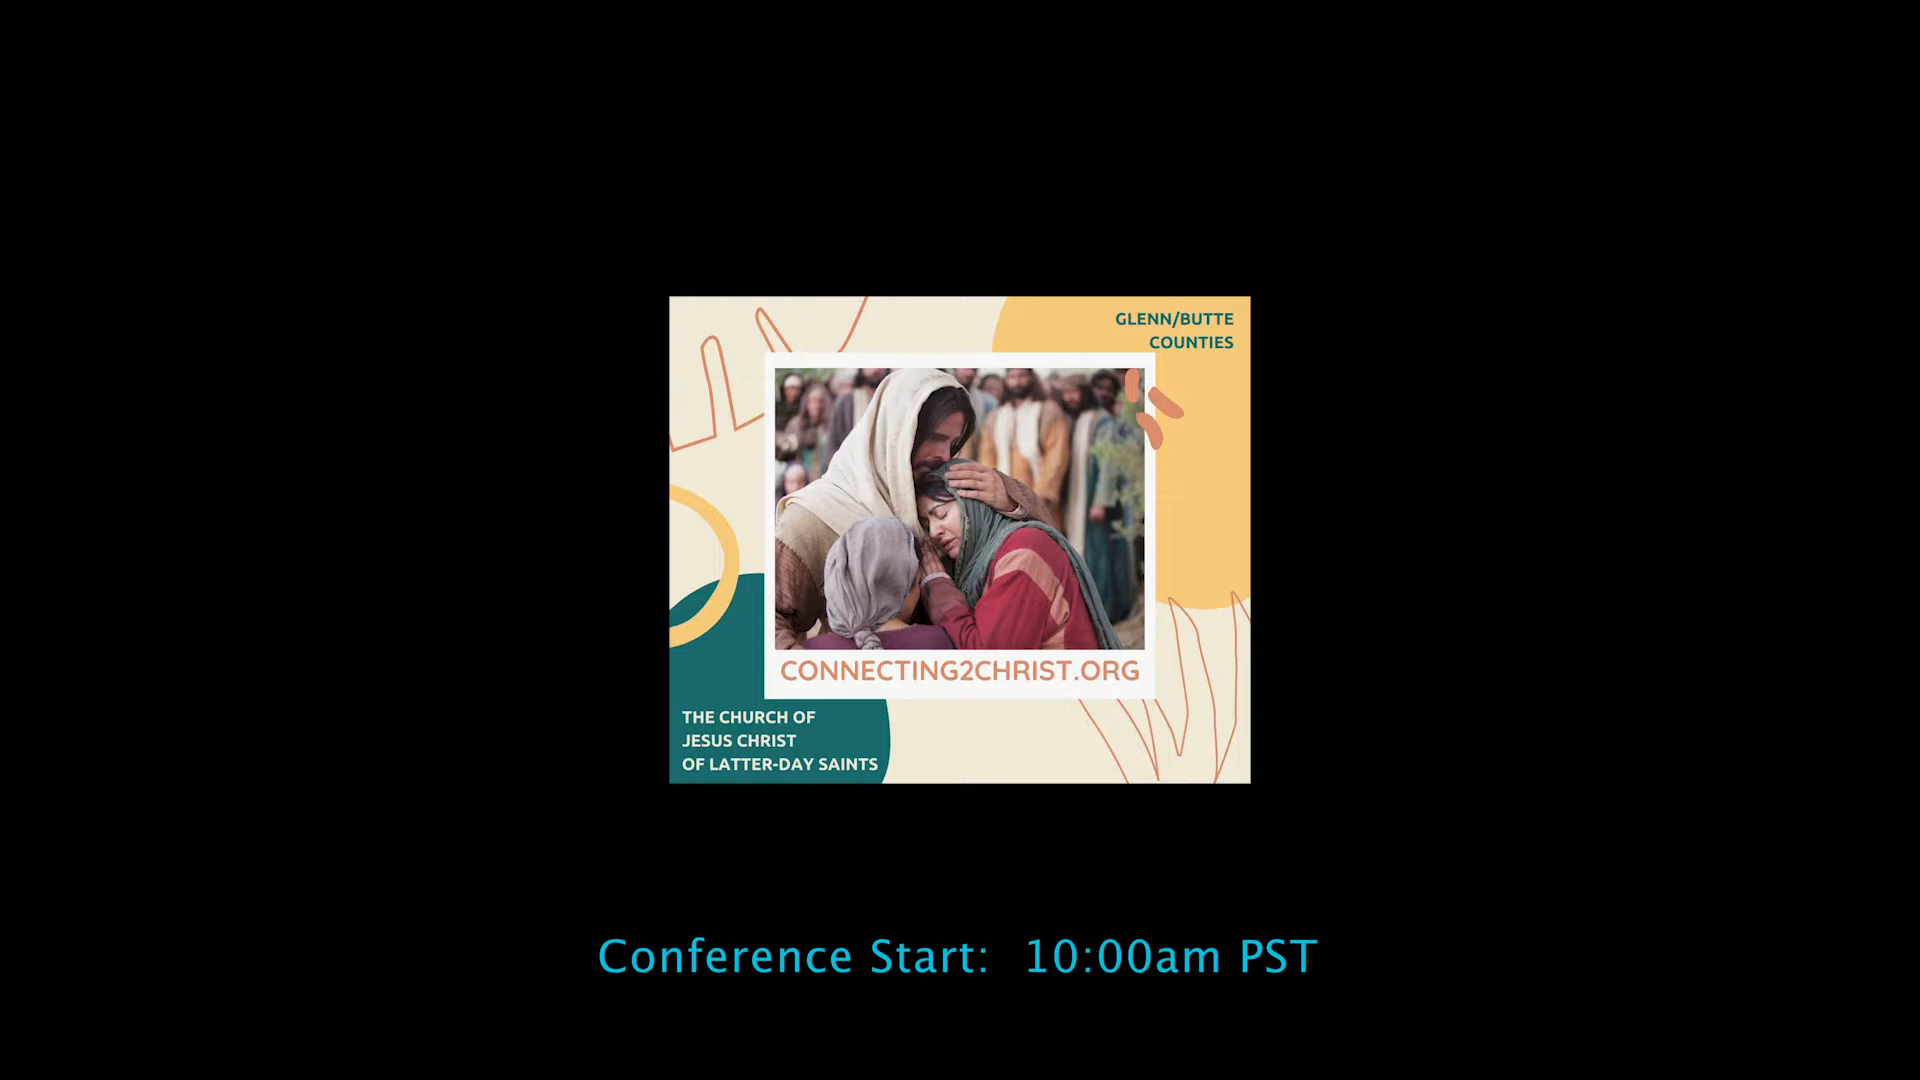 GLENN/BUTTE
COUNTIES
CONNECTING2CHRIST.ORG
THE CHURCH OF
JESUS CHRIST
OF LATTER-DAY SAINTS
Conference Start: 10:00am PST